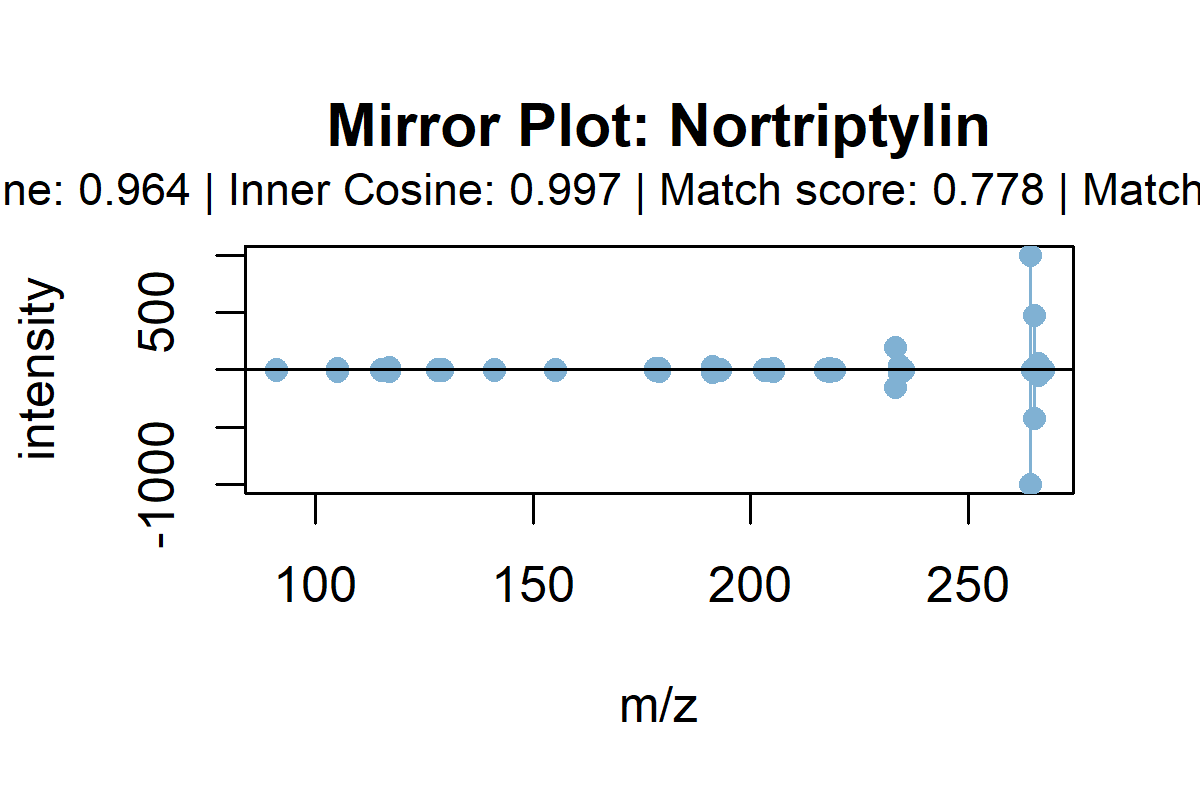 Mirror Plot: Nortriptylin
ne: 0.964 | Inner Cosine: 0.997 | Match score: 0.778 | Match
intensity
500
-1000
100 150 200 250
m/z